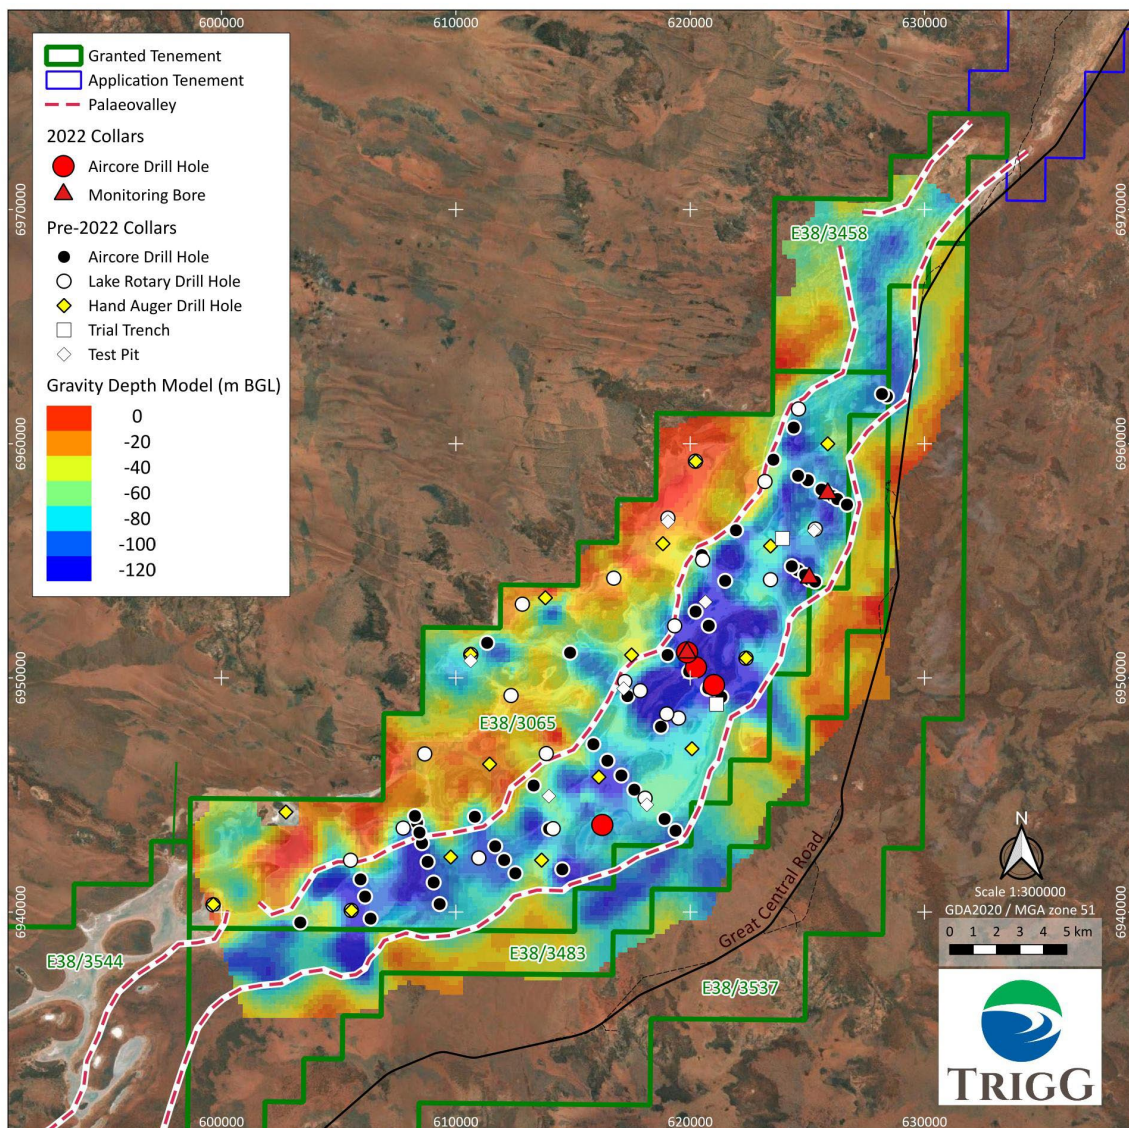 600000
610000
620000
630000
Granted Tenement
Application Tenement
Palaeovalley
2022 Collars
Aircore Drill Hole
Monitoring Bore
Pre-2022 Collars
Aircore Drill Hole
Lake Rotary Drill Hole
Hand Auger Drill Hole
Trial Trench
Test Pit
Gravity Depth Model (m BGL)
0
-20
-40
-60
-80
-100
-120
6970000
6970000
E38/3458
6960000
6960000
6950000
6950000
E38/3065
6940000
6940000
E38/3544
E38/3483
E38/3537
Great Central Road
N
Scale 1:300000
GDA2020 / MGA zone 51
0 1 2 3 4 5 km
TRIGG
600000
610000
620000
630000